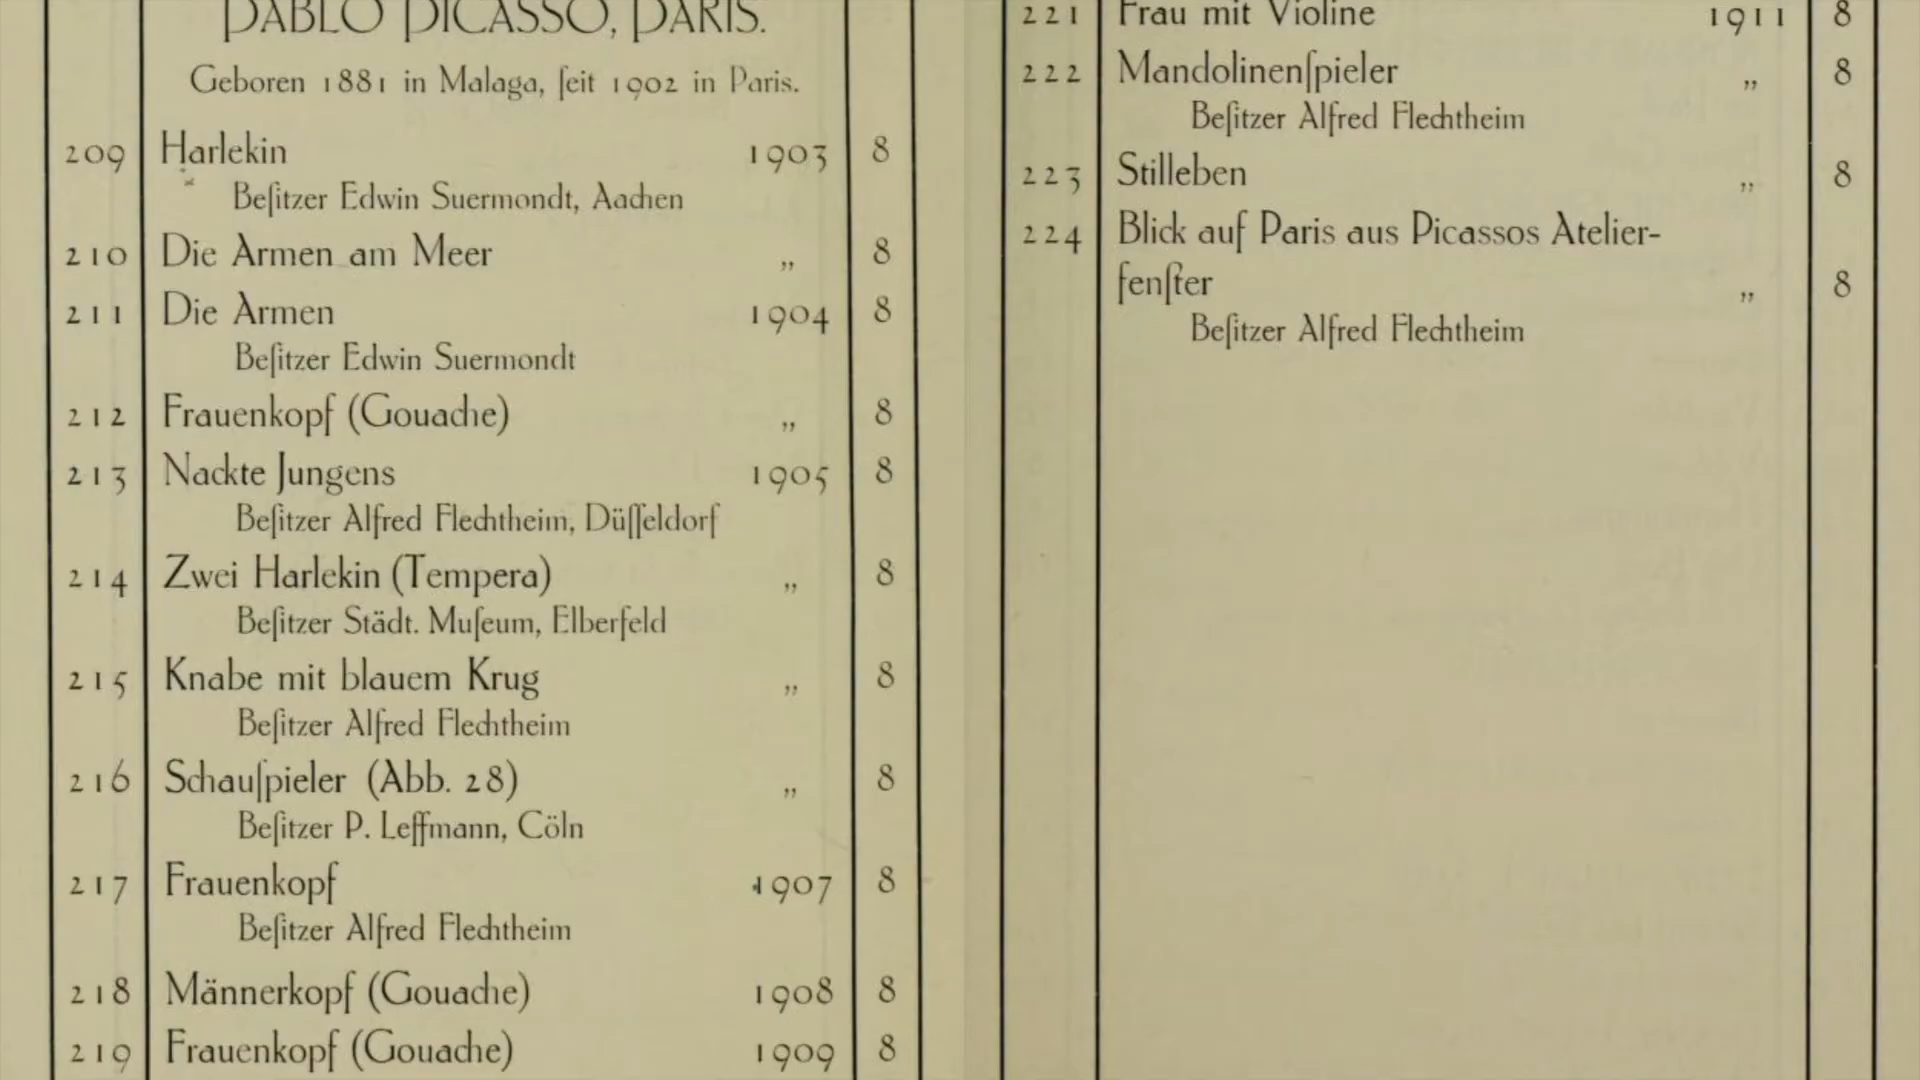 PABLO PICASSO, PARIS.
Geboren 1881 in Malaga, ſeit 1902 in Paris.
209 Harlekin 1903 8
Beſitzer Edwin Suermondt, Aachen
210 Die Armen am Meer „ 8
211 Die Armen 1904 8
Beſitzer Edwin Suermondt
212 Frauenkopf (Gouache) „ 8
213 Nackte Jungens 1905 8
Beſitzer Alfred Flechtheim, Düſſeldorf
214 Zwei Harlekin (Tempera) „ 8
Beſitzer Städt. Muſeum, Elberfeld
215 Knabe mit blauem Krug „ 8
Beſitzer Alfred Flechtheim
216 Schauſpieler (Abb. 28) „ 8
Beſitzer P. Leffmann, Cöln
217 Frauenkopf 1907 8
Beſitzer Alfred Flechtheim
218 Männerkopf (Gouache) 1908 8
219 Frauenkopf (Gouache) 1909 8
221 Frau mit Violine 1911 8
222 Mandolinenſpieler „ 8
Beſitzer Alfred Flechtheim
223 Stilleben „ 8
224 Blick auf Paris aus Picassos Atelier-
fenſter „ 8
Beſitzer Alfred Flechtheim